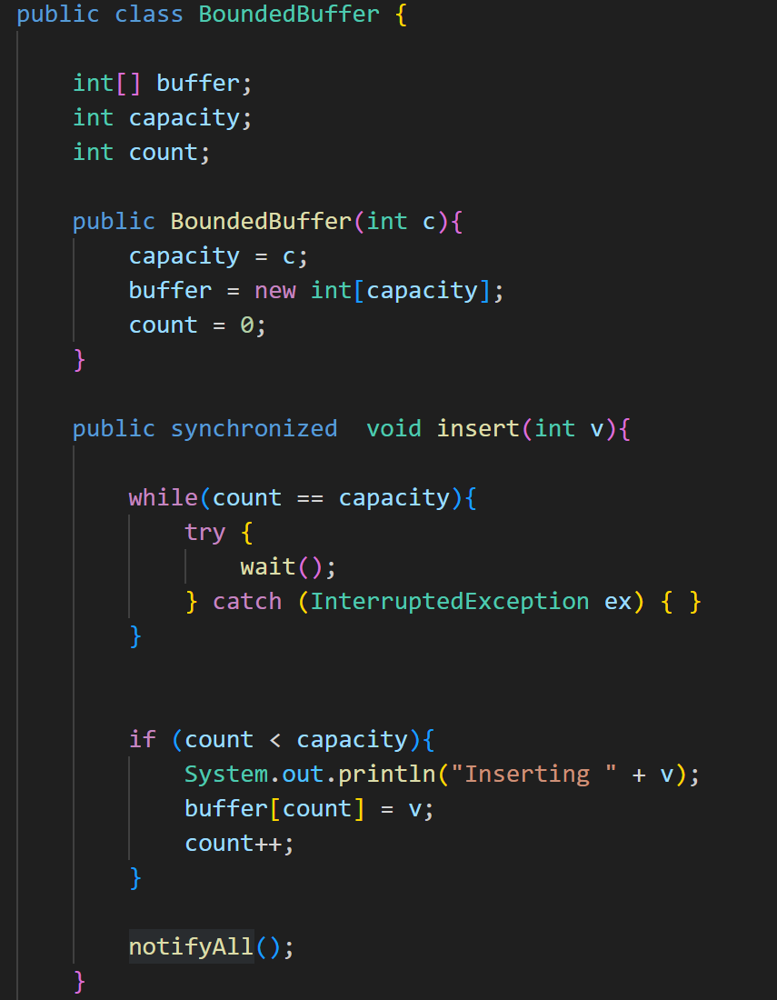 public class BoundedBuffer {
int[] buffer;
int capacity;
int count;
public BoundedBuffer(int c){
capacity = c;
buffer = new int[capacity];
count = 0;
}
public synchronized  void insert(int v){
while(count == capacity){
try {
wait();
} catch (InterruptedException ex) { }
}
if (count < capacity){
System.out.println("Inserting " + v);
buffer[count] = v;
count++;
}
notifyAll();
}